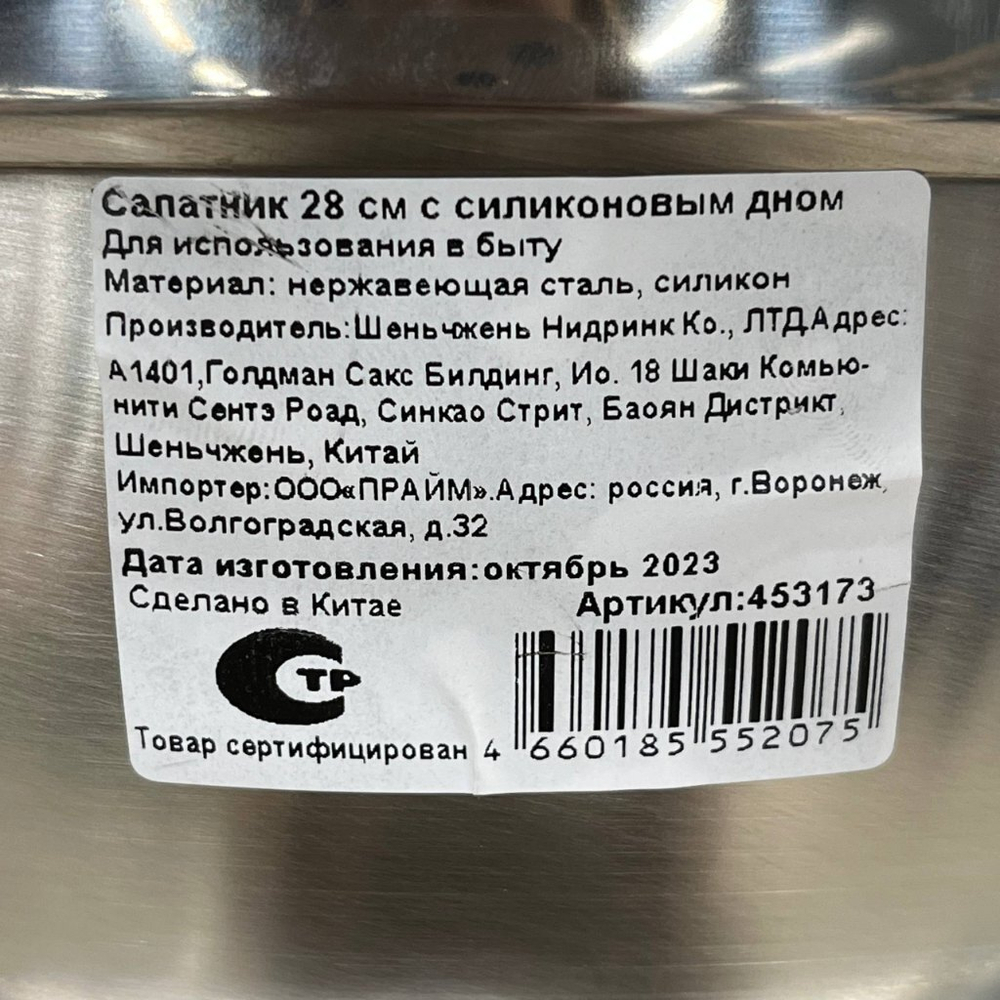 Салатник 28 см с силиконовым дном
Для использования в быту
Материал: нержавеющая сталь, силикон
Производитель:Шеньчжень Нидринк Ко., ЛТД.Адрес:
А1401,Голдман Сакс Билдинг, Ио. 18 Шаки Комью-
нити Сентэ Роад, Синкао Стрит, Баоян Дистрикт,
Шеньчжень, Китай
Импортер:ООО«ПРАЙМ».Адрес: россия, г.Воронеж,
ул.Волгоградская, д.32
Дата изготовления:октябрь 2023
Сделано в Китае
Артикул:453173
СТР
Товар сертифицирован
4 660185 552075